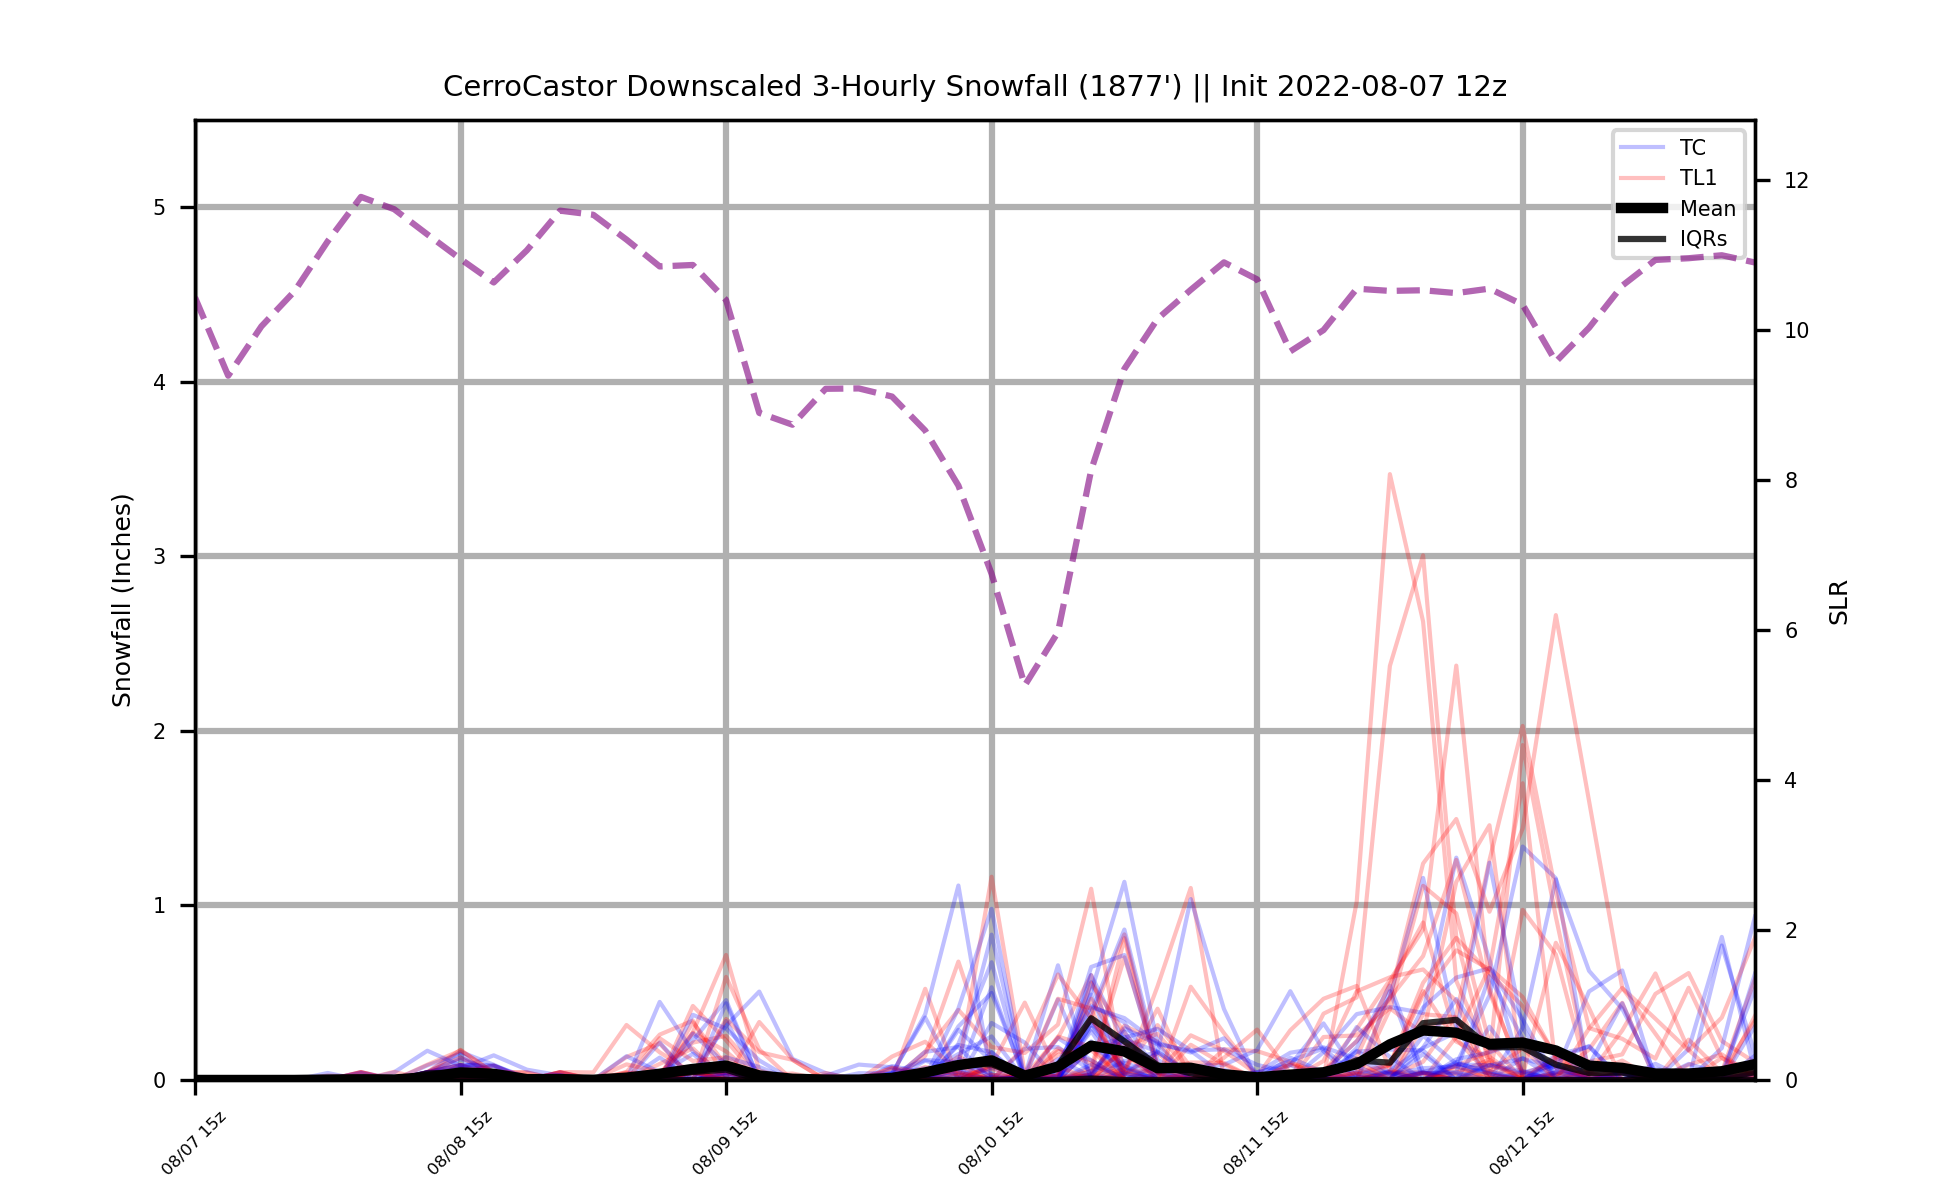 CerroCastor Downscaled 3-Hourly Snowfall (1877') || Init 2022-08-07 12z
TC
TL1
Mean
IQRs
5
4
3
2
1
0
Snowfall (Inches)
12
10
8
6
4
2
0
SLR
08/07 15z
08/08 15z
08/09 15z
08/10 15z
08/11 15z
08/12 15z